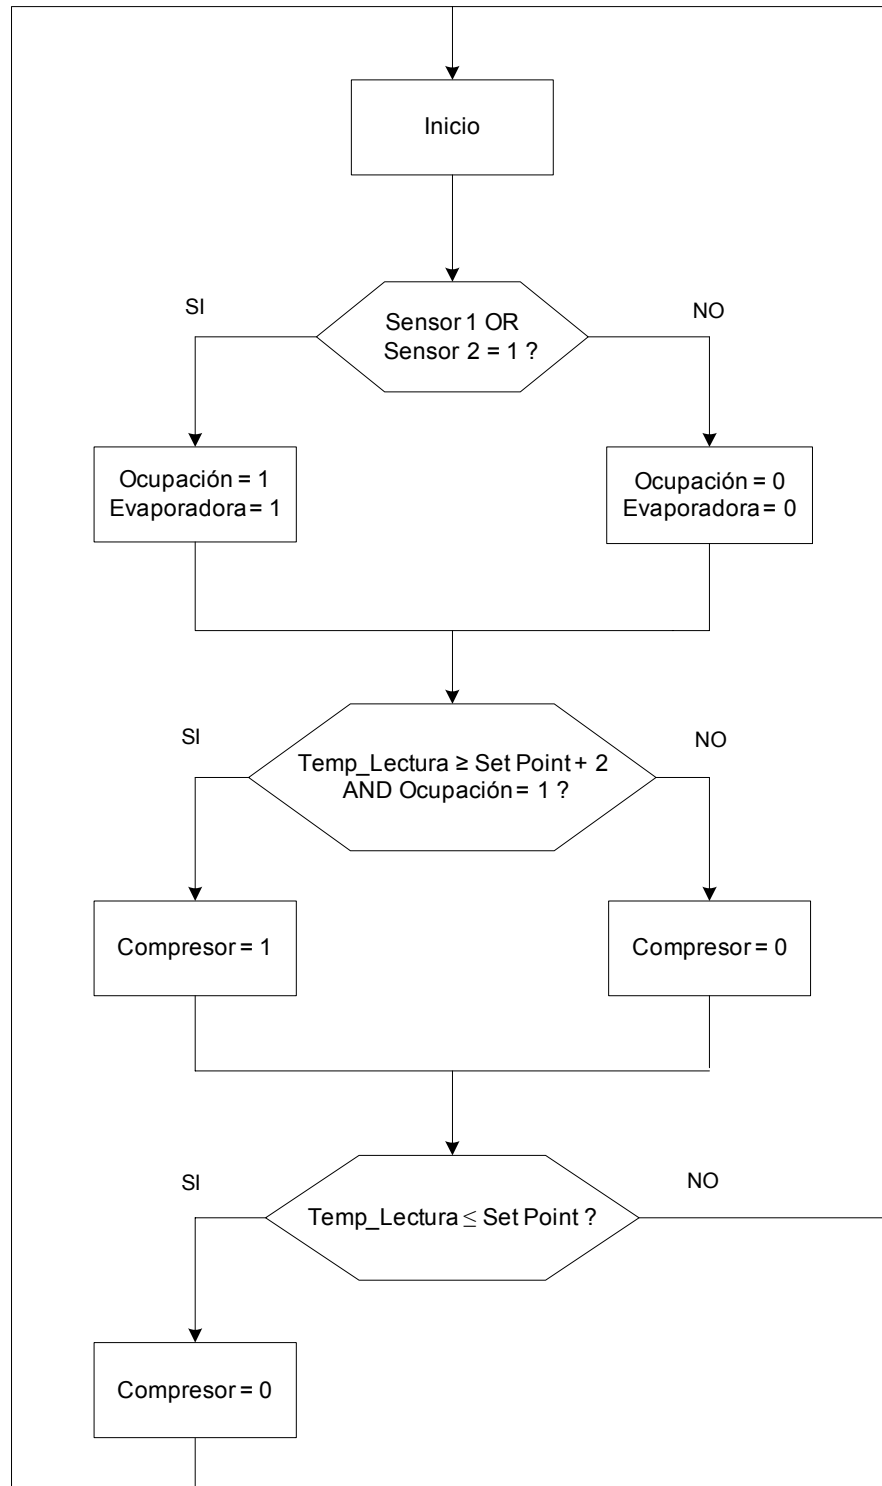 Inicio
SI
NO
Sensor 1 OR
Sensor 2 = 1 ?
Ocupación = 1
Evaporadora = 1
Ocupación = 0
Evaporadora = 0
SI
NO
Temp_Lectura ≥ Set Point + 2
AND Ocupación = 1 ?
Compresor = 1
Compresor = 0
SI
NO
Temp_Lectura ≤ Set Point ?
Compresor = 0